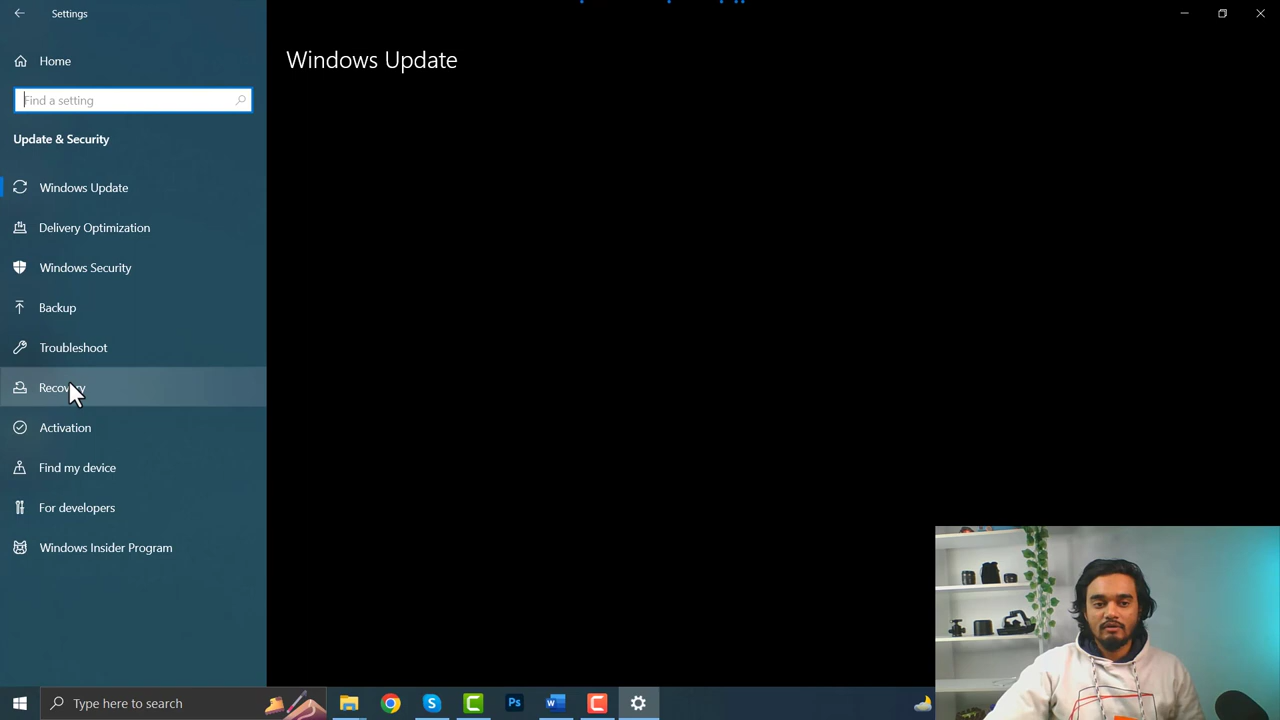 Settings
Home
Find a setting
Update & Security
Windows Update
Delivery Optimization
Windows Security
Backup
Troubleshoot
Recovery
Activation
Find my device
For developers
Windows Insider Program
Windows Update
Type here to search